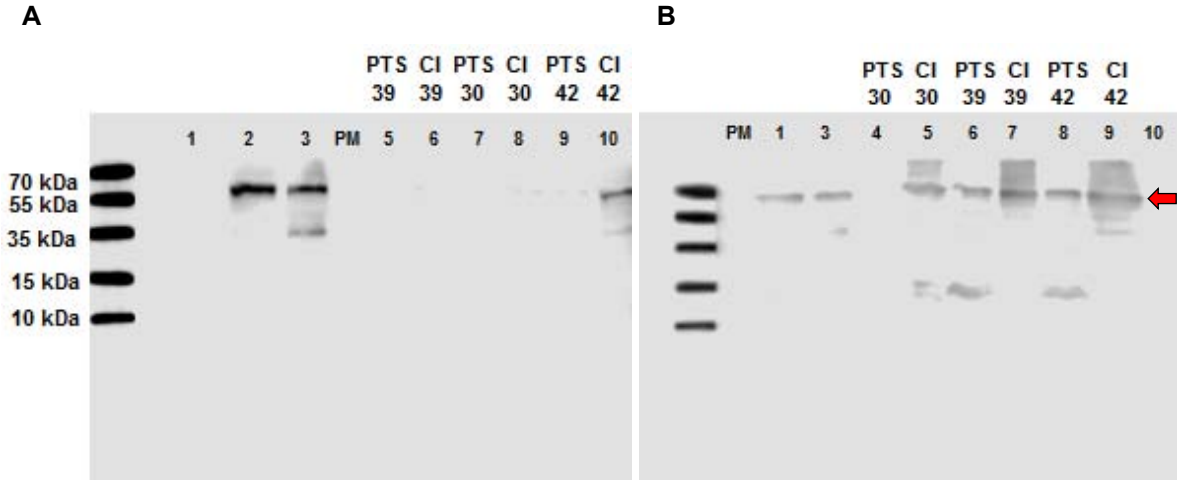 A
B
PTS CI PTS CI PTS CI
39 39 30 30 42 42
1 2 3 PM 5 6 7 8 9 10
70 kDa
55 kDa
35 kDa
15 kDa
10 kDa
PTS CI PTS CI PTS CI
30 30 39 39 42 42
PM 1 3 4 5 6 7 8 9 10